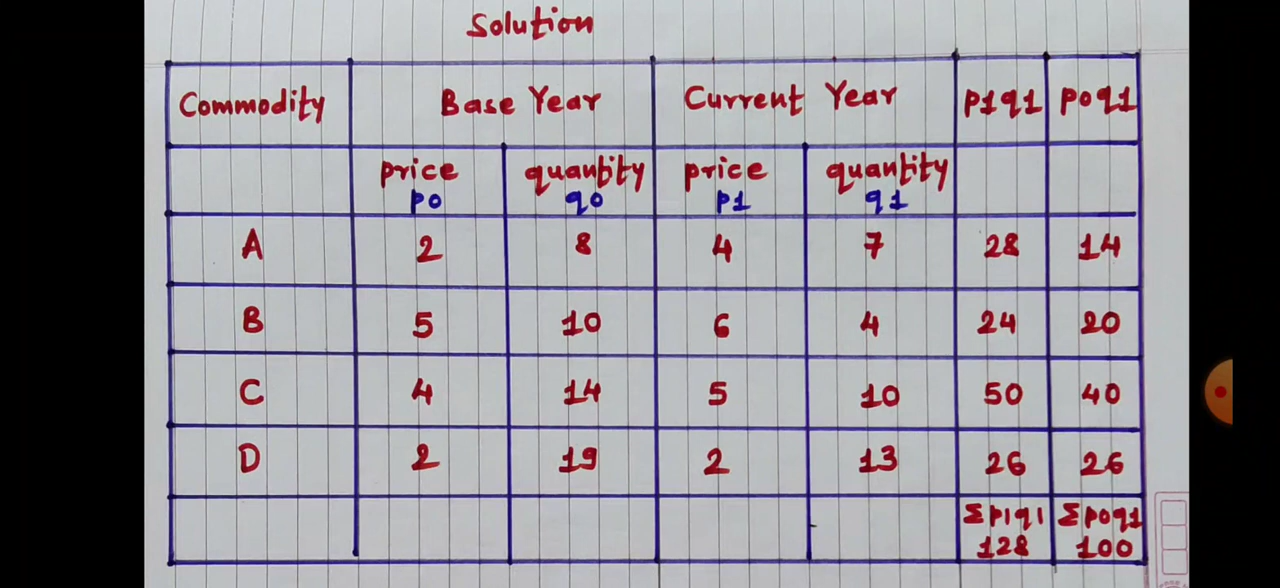 Solution
Commodity Base Year Current Year p1q1 p0q1
price quantity price quantity
p0 q0 p1 q1
A 2 8 4 7 28 14
B 5 10 6 4 24 20
C 4 14 5 10 50 40
D 2 19 2 13 26 26
Σp1q1 Σp0q1
128 100